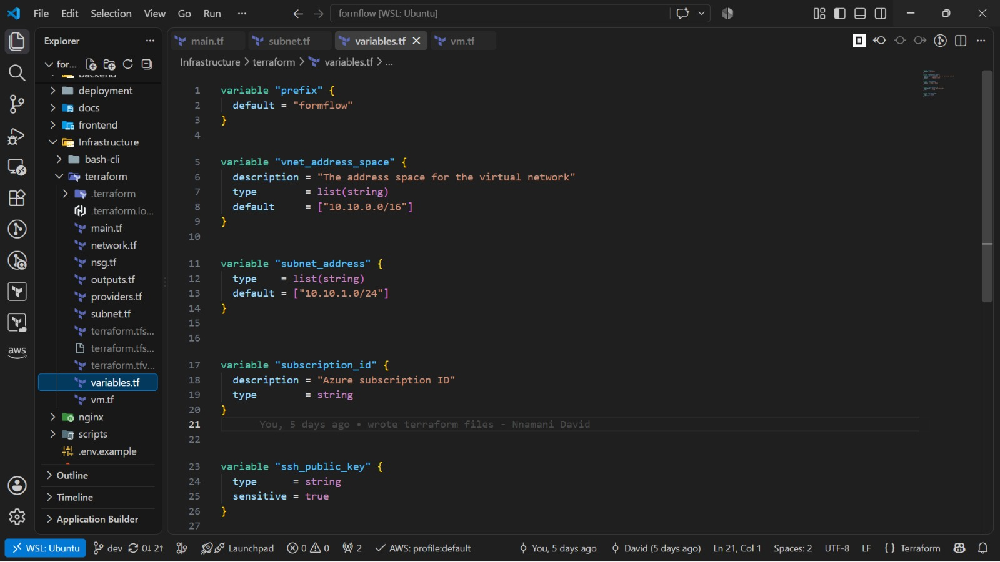 File Edit Selection View Go Run ···
formflow [WSL: Ubuntu]
Explorer ···
for...
backend
deployment
docs
frontend
Infrastructure
bash-cli
terraform
.terraform
.terraform.lo...
main.tf
network.tf
nsg.tf
outputs.tf
providers.tf
subnet.tf
terraform.tfs...
terraform.tfs...
terraform.tfv...
variables.tf
vm.tf
nginx
scripts
.env.example
Outline
Timeline
Application Builder
aws
main.tf subnet.tf variables.tf vm.tf
Infrastructure > terraform > variables.tf > ...
1 variable "prefix" {
2 default = "formflow"
3 }
4
5 variable "vnet_address_space" {
6 description = "The address space for the virtual network"
7 type = list(string)
8 default = ["10.10.0.0/16"]
9 }
10
11 variable "subnet_address" {
12 type = list(string)
13 default = ["10.10.1.0/24"]
14 }
15
16
17 variable "subscription_id" {
18 description = "Azure subscription ID"
19 type = string
20 }
21 You, 5 days ago • wrote terraform files - Nnamani David
22
23 variable "ssh_public_key" {
24 type = string
25 sensitive = true
26 }
27
WSL: Ubuntu dev 0↓ 2↑ Launchpad 0 0 2 AWS: profile:default You, 5 days ago David (5 days ago) Ln 21, Col 1 Spaces: 2 UTF-8 LF {} Terraform